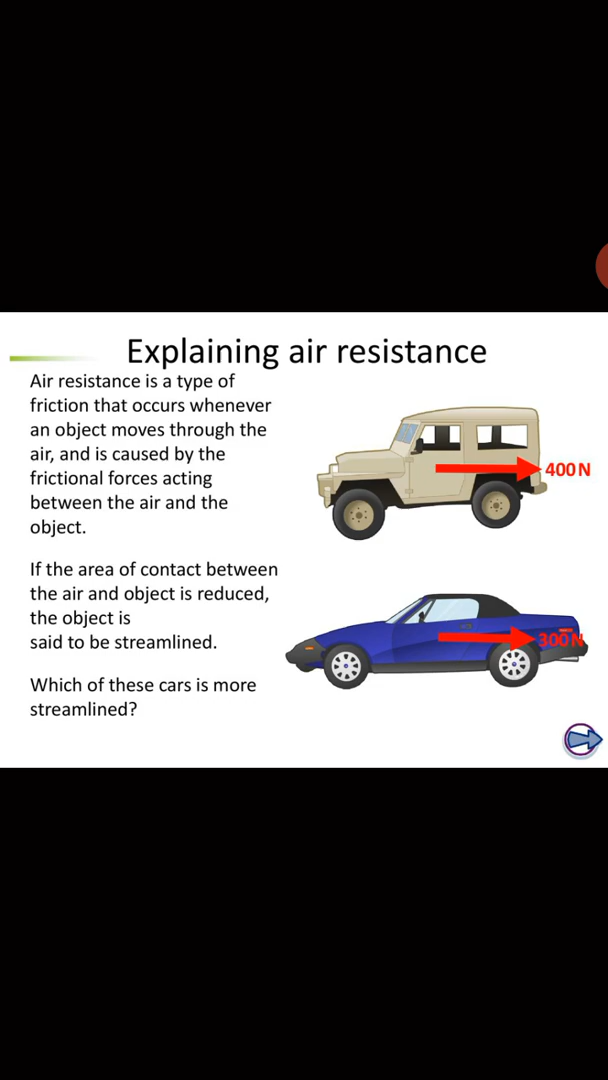 Explaining air resistance
Air resistance is a type of
friction that occurs whenever
an object moves through the
air, and is caused by the
frictional forces acting
between the air and the
object.
If the area of contact between
the air and object is reduced,
the object is
said to be streamlined.
Which of these cars is more
streamlined?
400N
300N